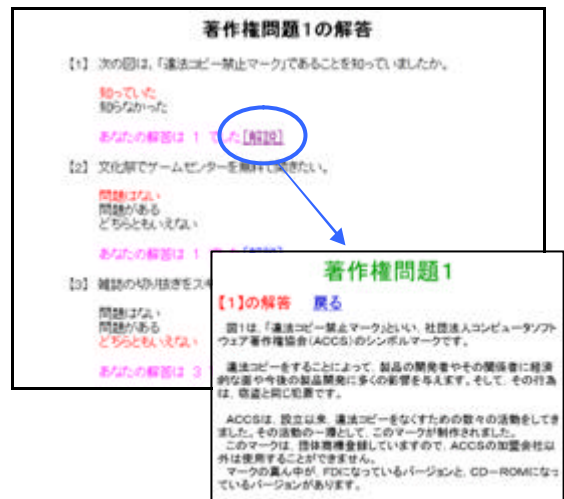 著作権問題1の解答
【1】 次の図は、「違法コピー禁止マーク」であることを知っていましたか。
知っていた
知らなかった
あなたの解答は 1 でした[解説]
【2】 文化祭でゲームセンターを無料で開きたい。
問題はない
問題がある
どちらともいえない
あなたの解答は 1
【3】 雑誌の切り抜きをスキ
問題はない
問題がある
どちらともいえない
あなたの解答は 3
著作権問題1
【1】の解答 戻る
図1は、「違法コピー禁止マーク」といい、社団法人コンピュータソフト
ウェア著作権協会(ACCS)のシンボルマークです。
違法コピーをすることによって、製品の開発者やその関係者に経済
的な面や今後の製品開発に多くの影響を与えます。そして、その行為
は、窃盗と同じ犯罪です。
ACCSは、設立以来、違法コピーをなくすための数々の活動をしてき
ました。その活動の一環として、このマークが制作されました。
このマークは、団体商標登録していますので、ACCSの加盟会社以
外は使用することができません。
マークの真ん中が、FDになっているバージョンと、CD-ROMになっ
ているバージョンがあります。